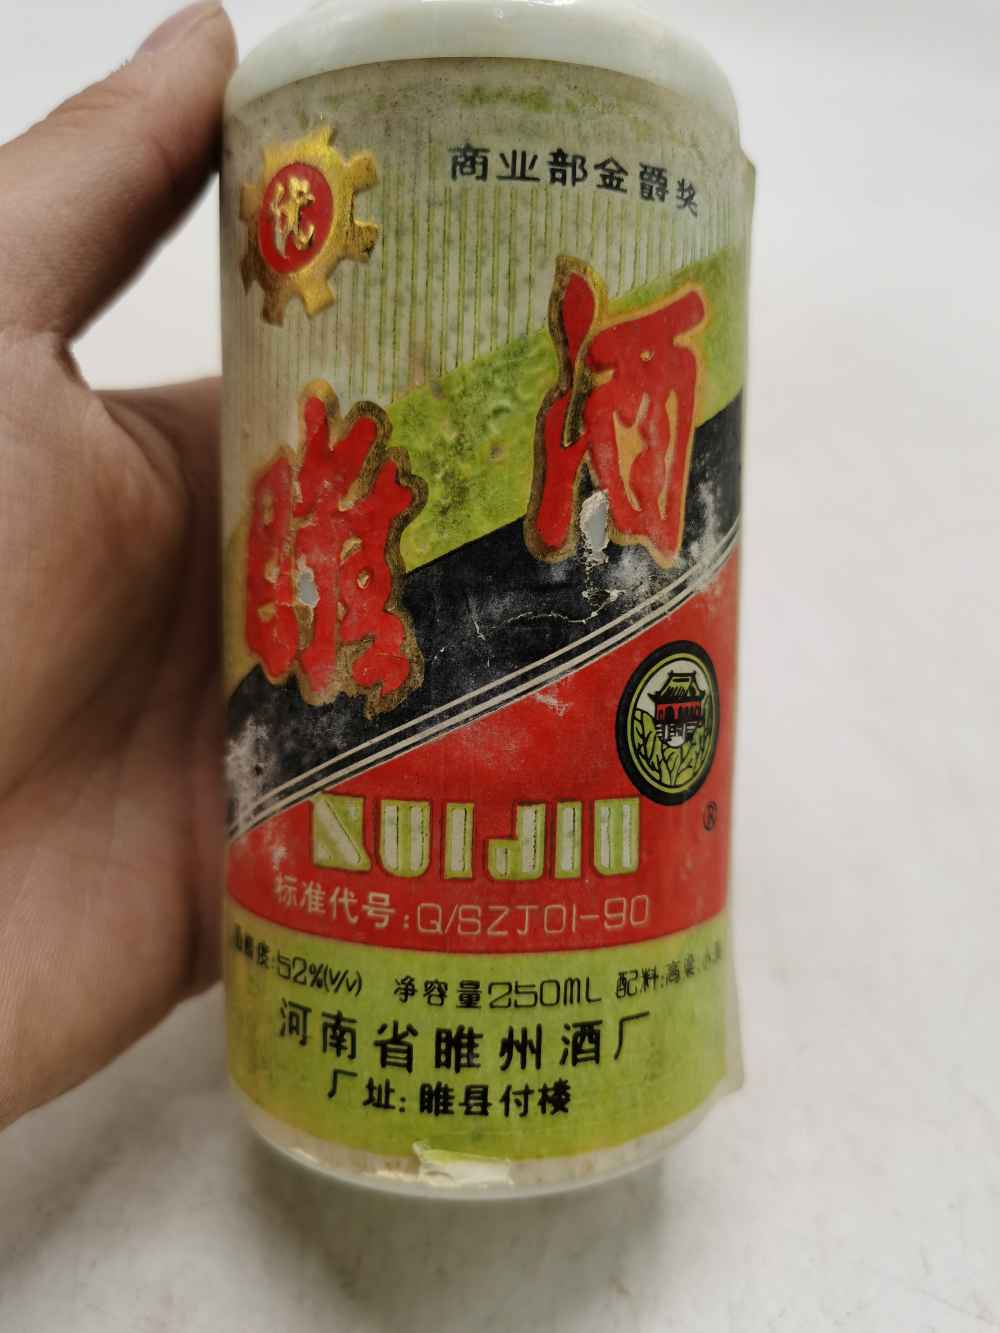 优
商业部金爵奖
睢酒
SUIJIU
®
标准代号:Q/SZJ01-90
精度:52%(V/V) 净容量250ML 配料:高粱.小麦
河南省睢州酒厂
厂址:睢县付楼